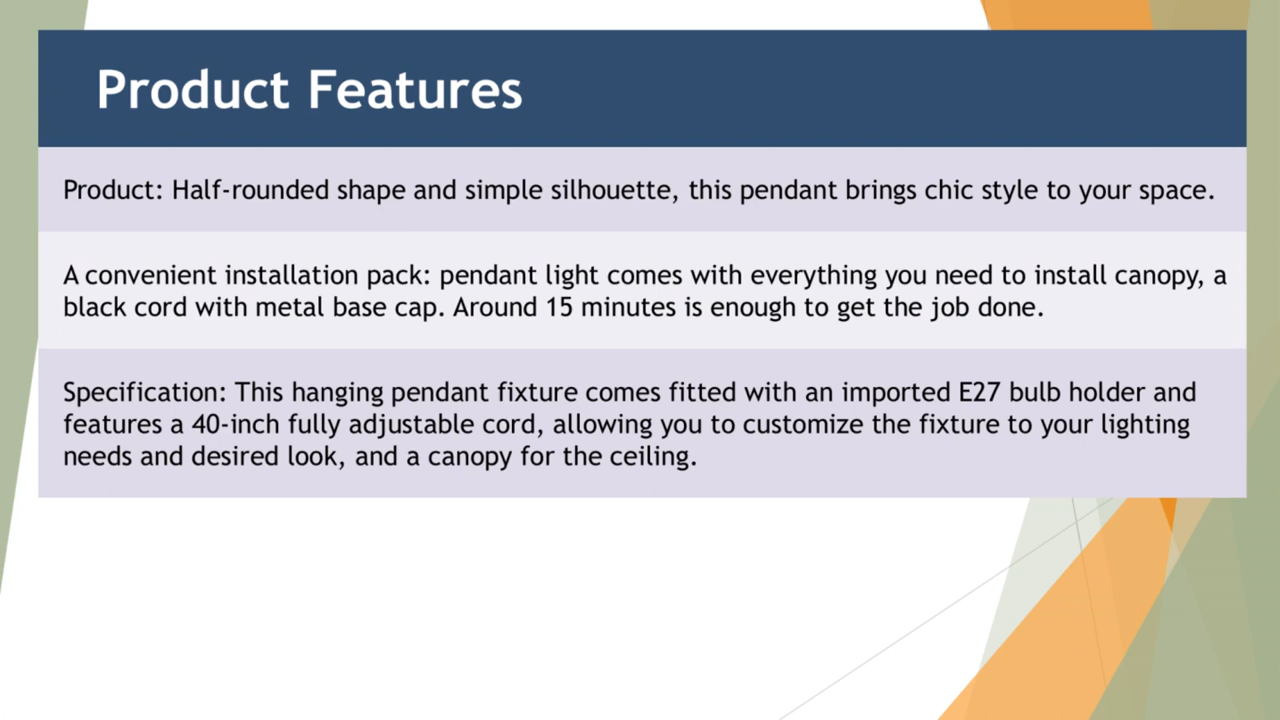 Product Features
Product: Half-rounded shape and simple silhouette, this pendant brings chic style to your space.
A convenient installation pack: pendant light comes with everything you need to install canopy, a
black cord with metal base cap. Around 15 minutes is enough to get the job done.
Specification: This hanging pendant fixture comes fitted with an imported E27 bulb holder and
features a 40-inch fully adjustable cord, allowing you to customize the fixture to your lighting
needs and desired look, and a canopy for the ceiling.